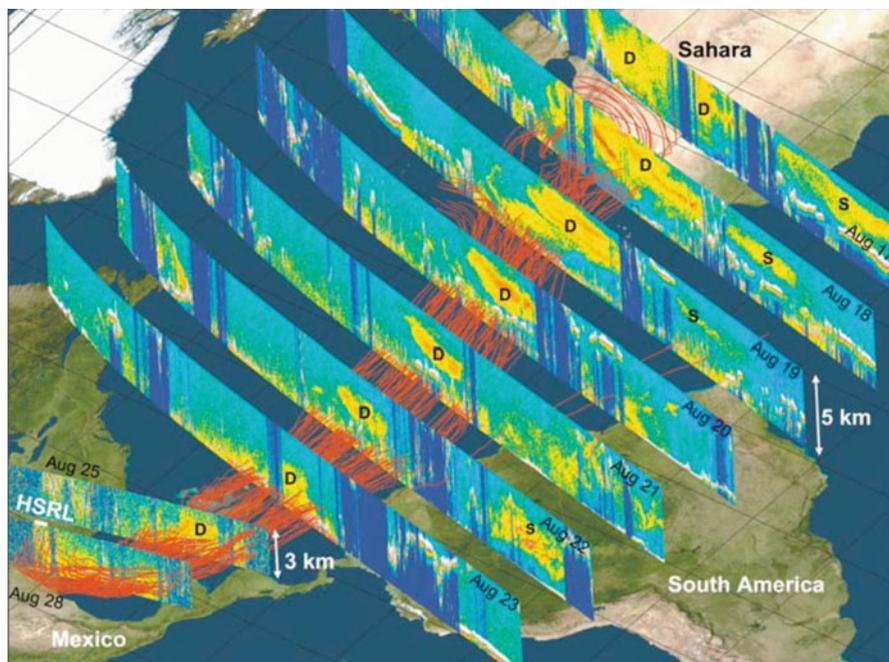 D
Sahara
D
D
S
Aug 17
D
S
Aug 18
D
S
Aug 19
5 km
D
Aug 20
D
Aug 21
D
S
Aug 22
South America
D
Aug 23
Aug 25
HSRL
D
3 km
Aug 28
Mexico